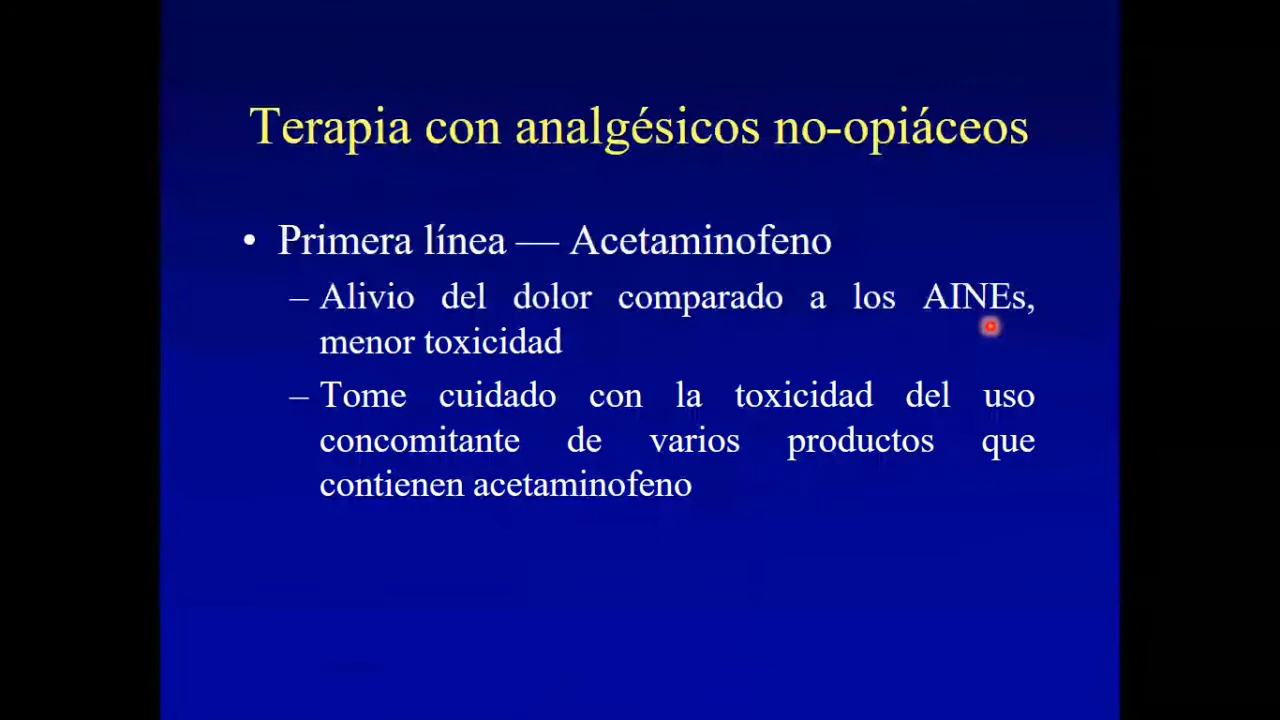 Terapia con analgésicos no-opiáceos
• Primera línea — Acetaminofeno
– Alivio del dolor comparado a los AINEs,
menor toxicidad
– Tome cuidado con la toxicidad del uso
concomitante de varios productos que
contienen acetaminofeno